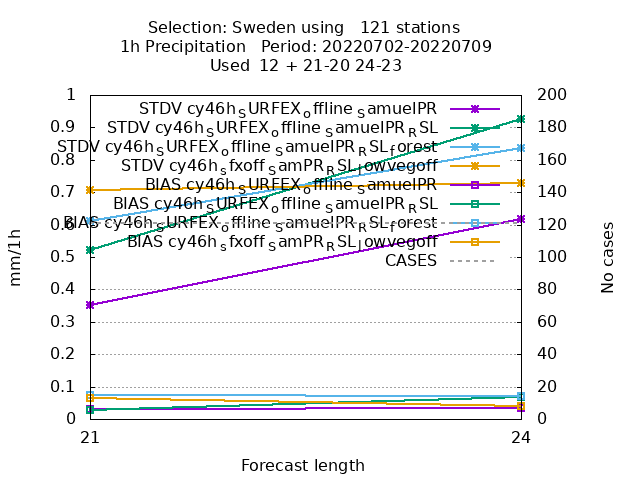 Selection: Sweden using   121 stations
1h Precipitation   Period: 20220702-20220709
Used  12 + 21-20 24-23
1 200
STDV cy46h_SURFEX_offline_samuelPR
0.9 STDV cy46h_SURFEX_offline_samuelPR_RSL 180
STDV cy46h_SURFEX_offline_samuelPR_RSL_forest
0.8 STDV cy46h_sfxoff_samPR_RSL_lowvegoff 160
0.7 BIAS cy46h_SURFEX_offline_samuelPR 140
BIAS cy46h_SURFEX_offline_samuelPR_RSL
0.6 BIAS cy46h_SURFEX_offline_samuelPR_RSL_forest 120
BIAS cy46h_sfxoff_samPR_RSL_lowvegoff
0.5 CASES 100
0.4 80
0.3 60
0.2 40
0.1 20
0 0
21 24
mm/1h
No cases
Forecast length